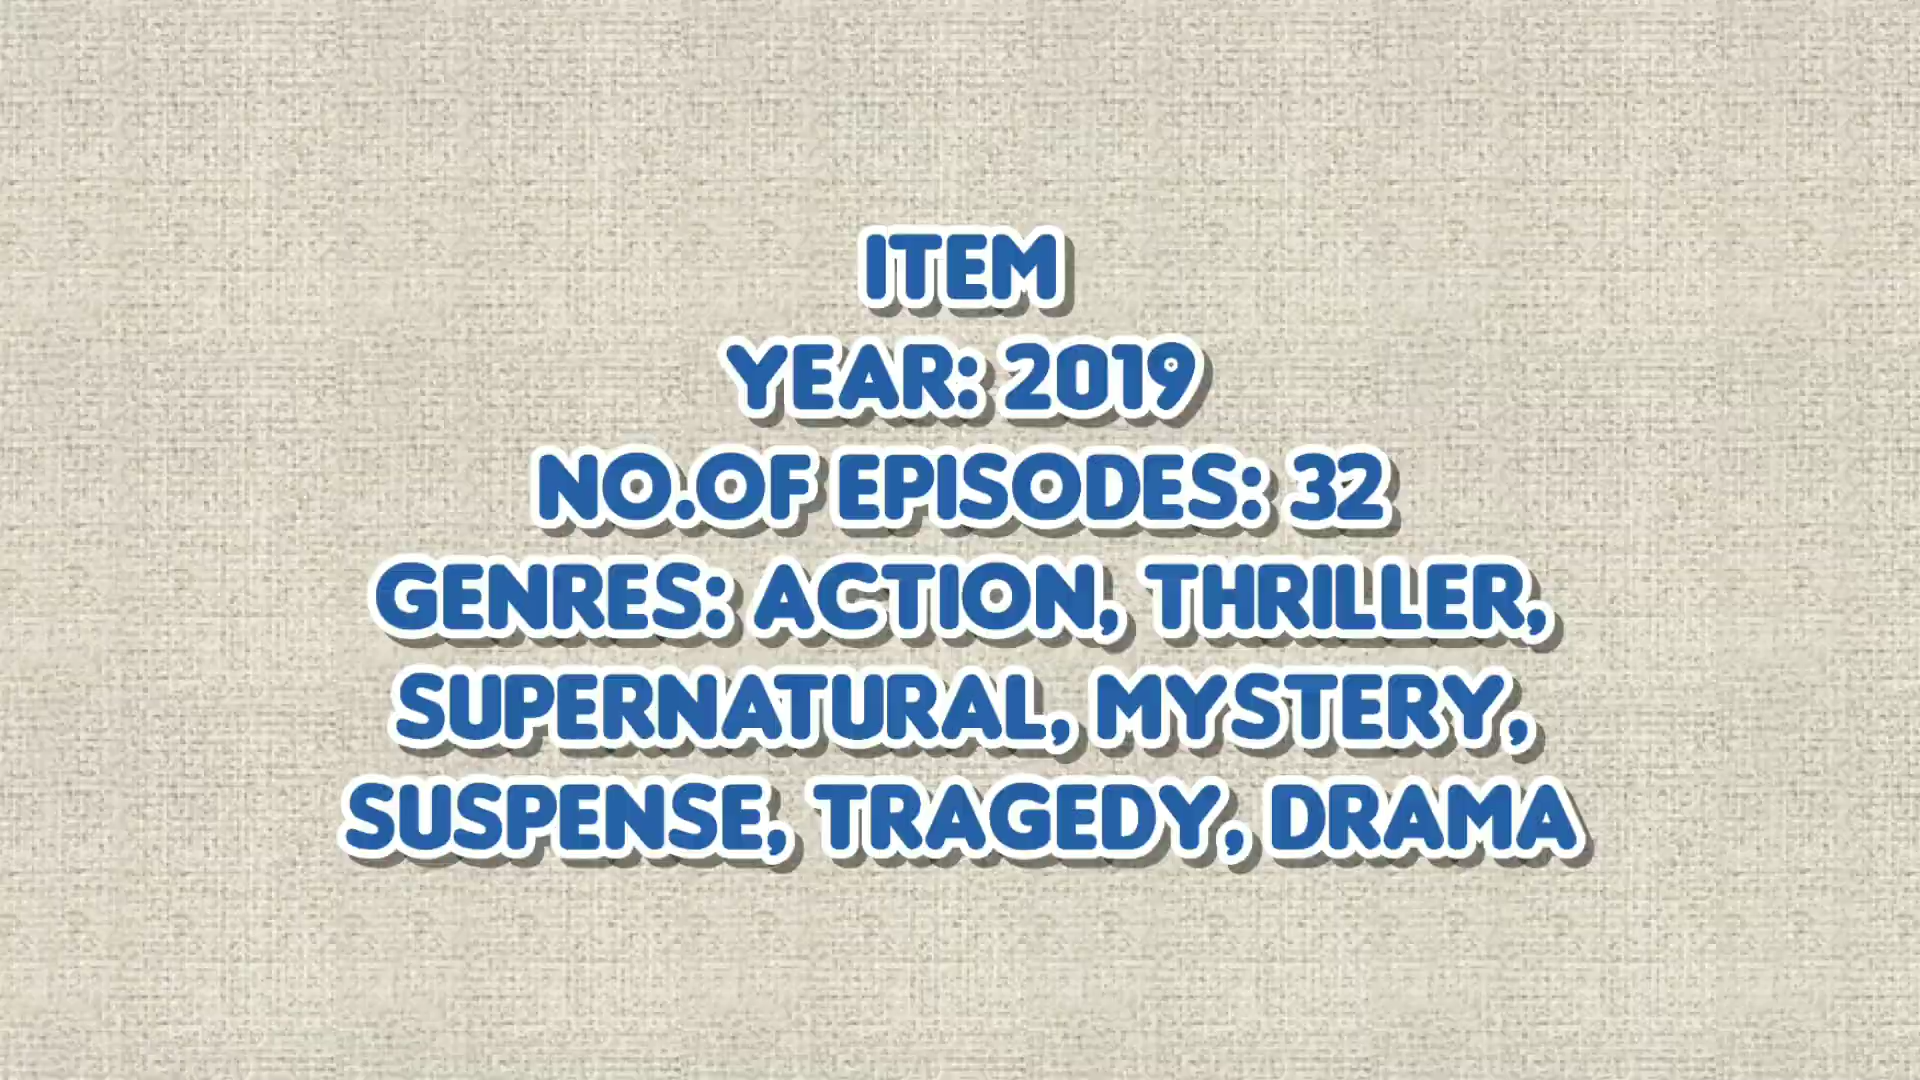 ITEM
YEAR: 2019
NO.OF EPISODES: 32
GENRES: ACTION, THRILLER,
SUPERNATURAL, MYSTERY,
SUSPENSE, TRAGEDY, DRAMA